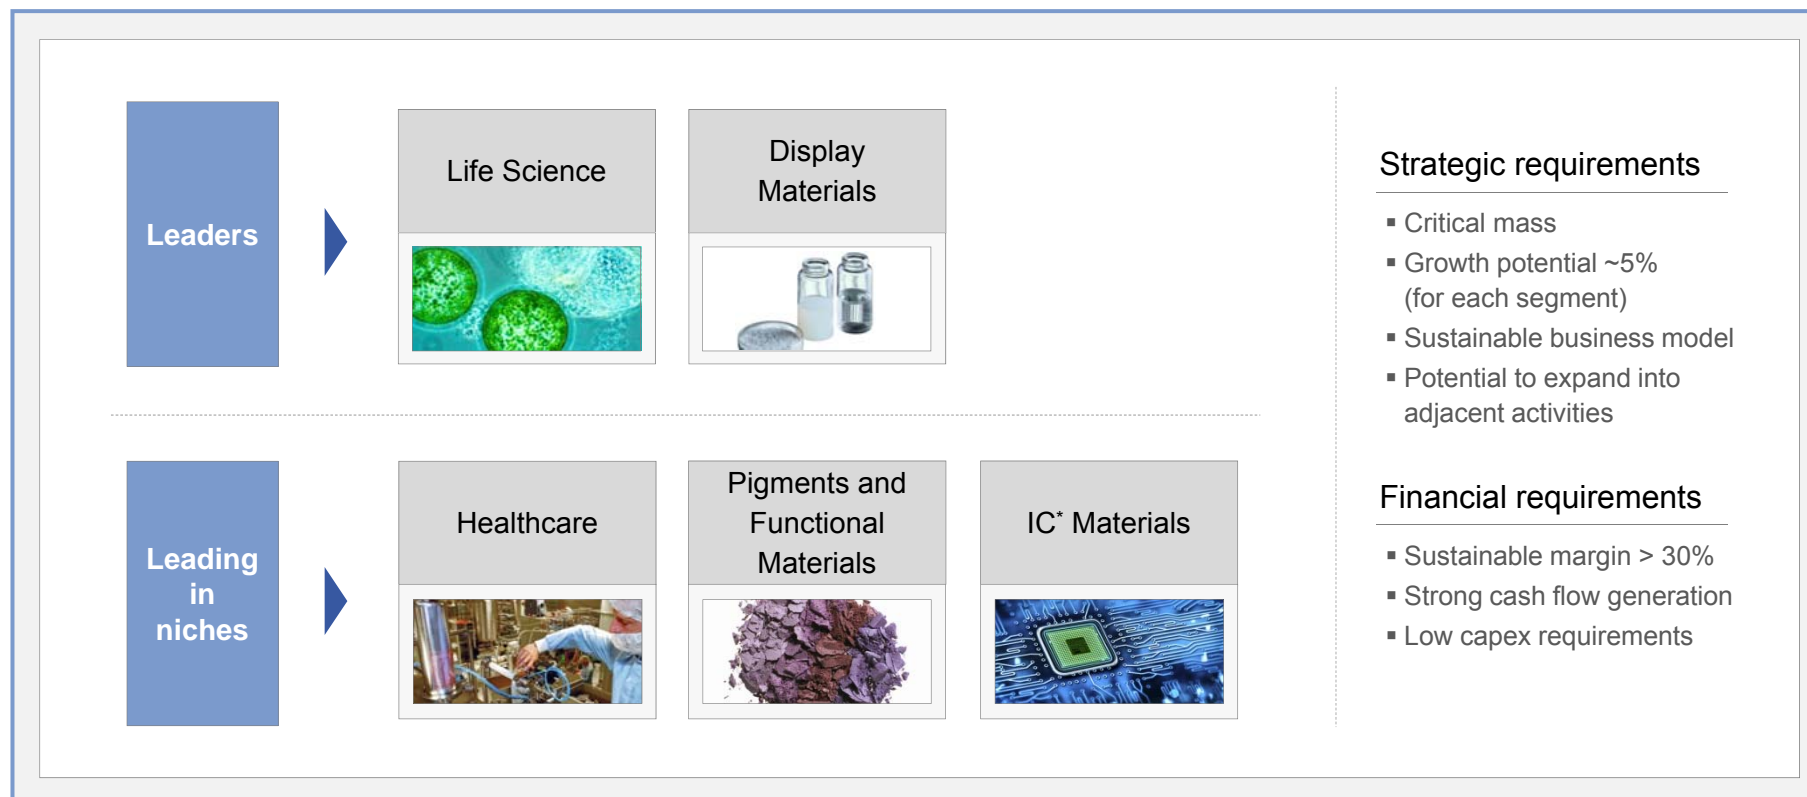 Leaders
Life Science
Display
Materials
Leading
in
niches
Healthcare
Pigments and
Functional
Materials
IC* Materials
Strategic requirements
▪ Critical mass
▪ Growth potential ~5%
(for each segment)
▪ Sustainable business model
▪ Potential to expand into
adjacent activities
Financial requirements
▪ Sustainable margin > 30%
▪ Strong cash flow generation
▪ Low capex requirements